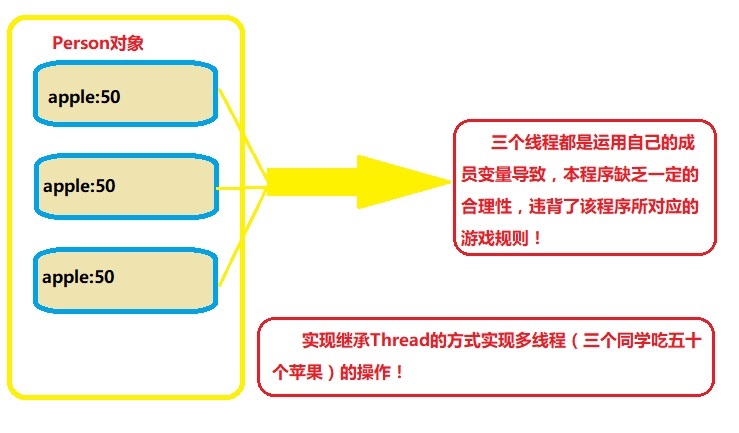 Person对象
apple:50
apple:50
apple:50
三个线程都是运用自己的成
员变量导致，本程序缺乏一定的
合理性，违背了该程序所对应的
游戏规则！
实现继承Thread的方式实现多线程（三个同学吃五十
个苹果）的操作！